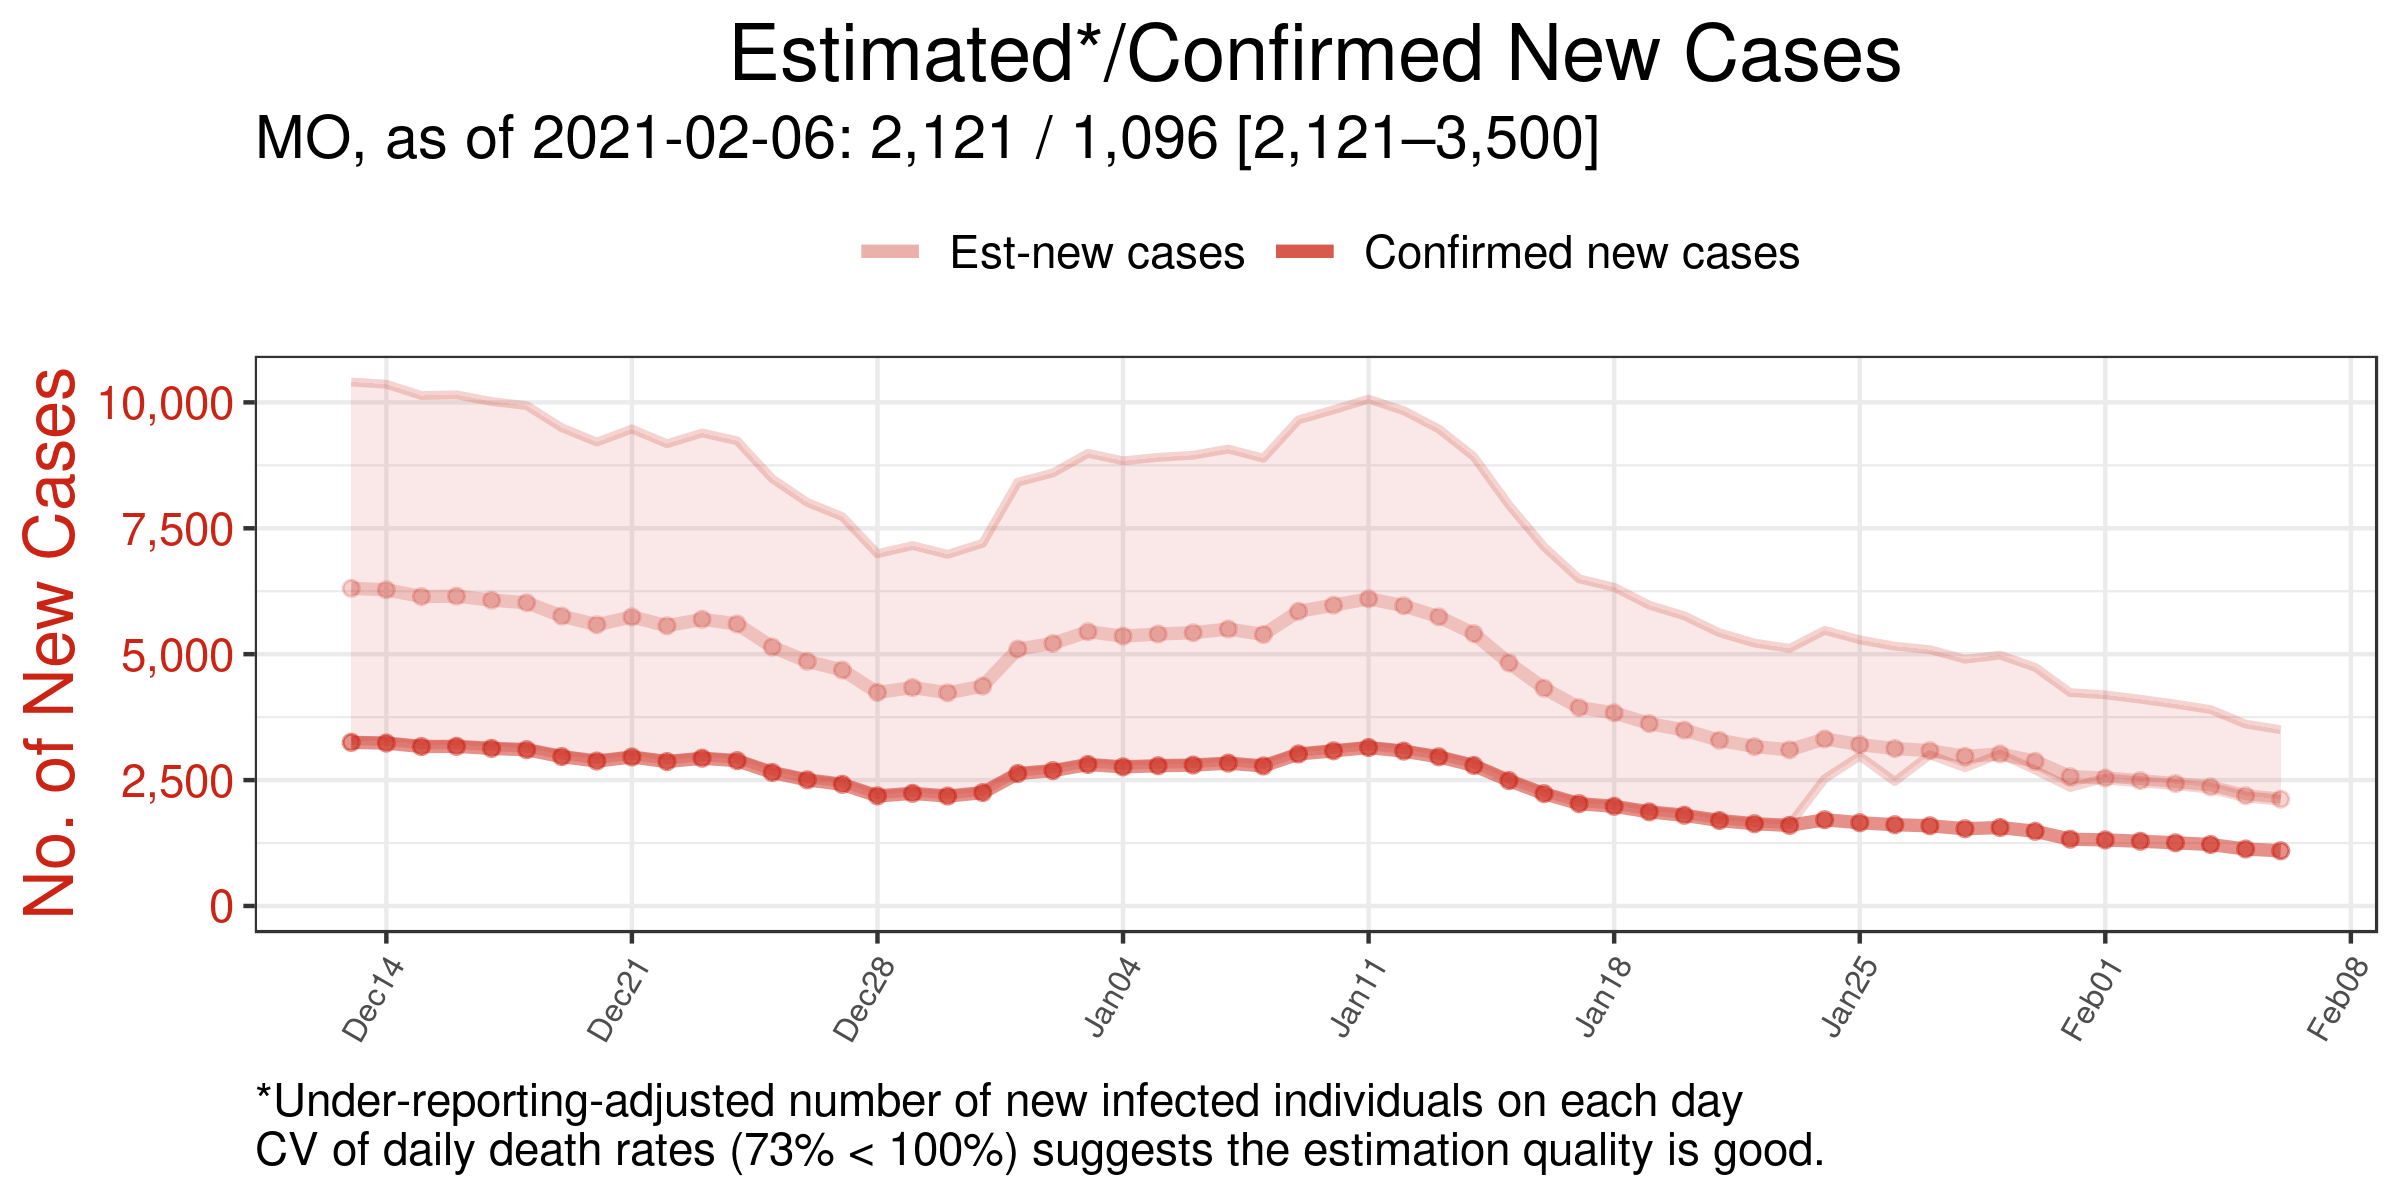 Estimated*/Confirmed New Cases
MO, as of 2021-02-06: 2,121 / 1,096 [2,121–3,500]
Est-new cases
Confirmed new cases
No. of New Cases
10,000
7,500
5,000
2,500
0
Dec14
Dec21
Dec28
Jan04
Jan11
Jan18
Jan25
Feb01
Feb08
*Under-reporting-adjusted number of new infected individuals on each day
CV of daily death rates (73% < 100%) suggests the estimation quality is good.